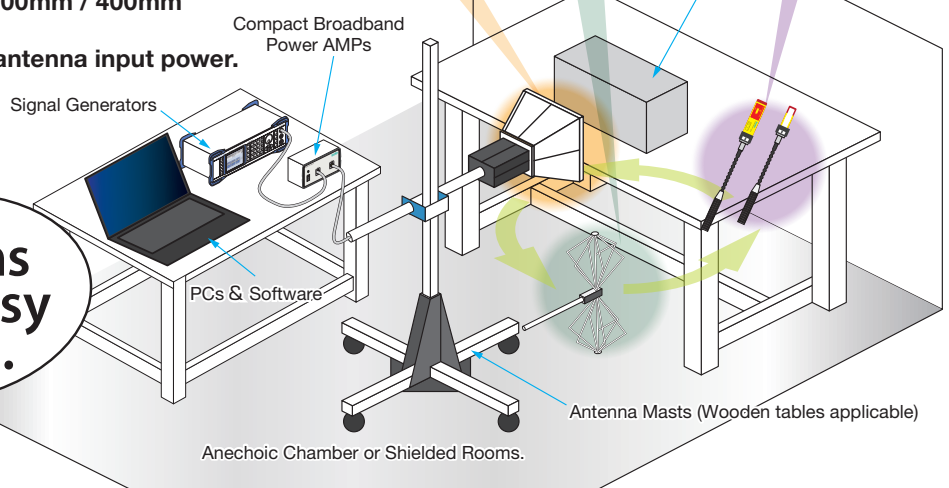 / 400mm
antenna input power.
Compact Broadband
Power AMPs
Signal Generators
PCs & Software
Antenna Masts (Wooden tables applicable)
Anechoic Chamber or Shielded Rooms.